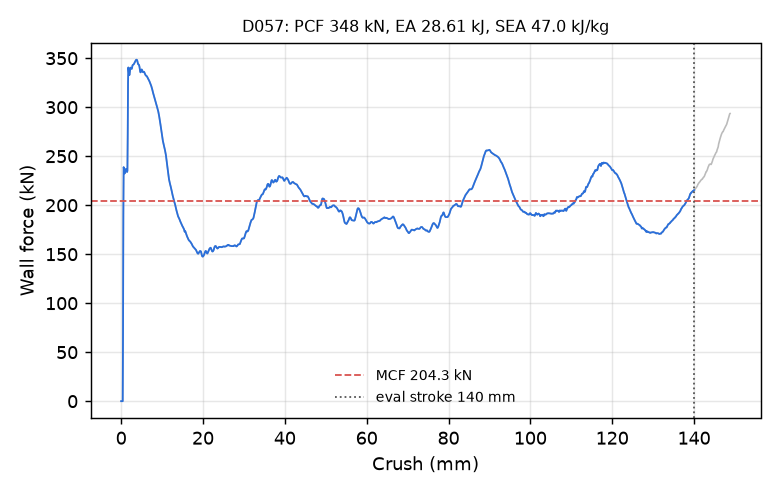 D057: PCF 348 kN, EA 28.61 kJ, SEA 47.0 kJ/kg
Wall force (kN)
350
300
250
200
150
100
50
0
MCF 204.3 kN
eval stroke 140 mm
0 20 40 60 80 100 120 140
Crush (mm)